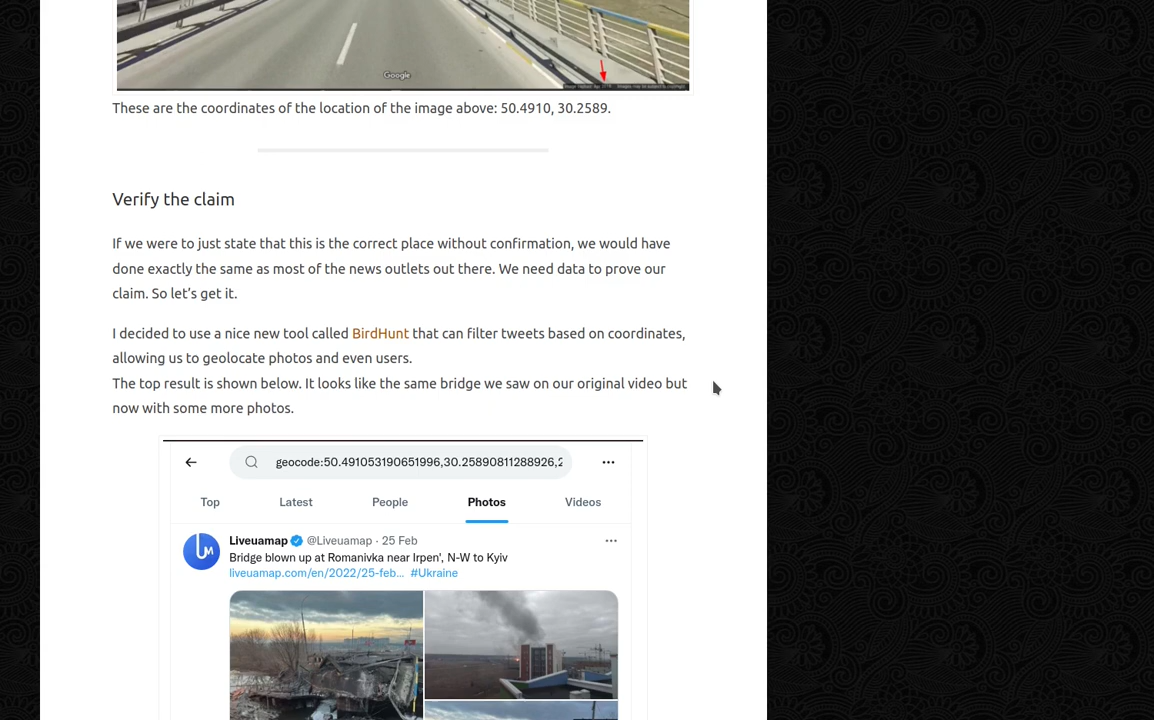 Google
These are the coordinates of the location of the image above: 50.4910, 30.2589.
Verify the claim
If we were to just state that this is the correct place without confirmation, we would have
done exactly the same as most of the news outlets out there. We need data to prove our
claim. So let’s get it.
I decided to use a nice new tool called BirdHunt that can filter tweets based on coordinates,
allowing us to geolocate photos and even users.
The top result is shown below. It looks like the same bridge we saw on our original video but
now with some more photos.
geocode:50.491053190651996,30.25890811288926,2
Top Latest People Photos Videos
Liveuamap @Liveuamap · 25 Feb
Bridge blown up at Romanivka near Irpen', N-W to Kyiv
liveuamap.com/en/2022/25-feb… #Ukraine